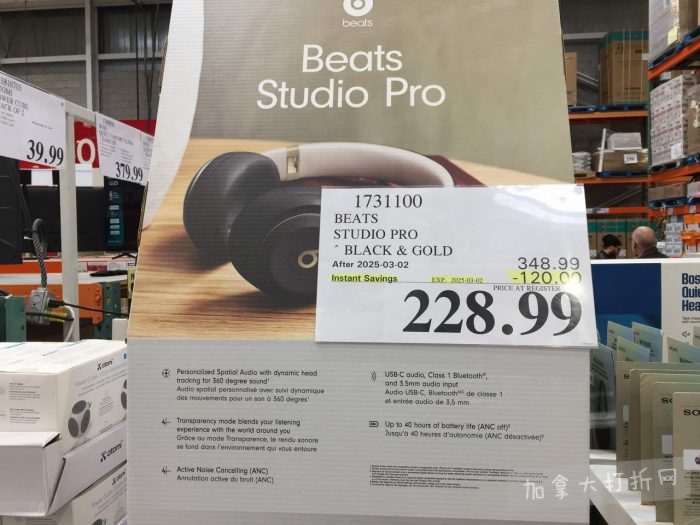 beats
Beats
Studio Pro
39.99
379.99
1731100
BEATS
STUDIO PRO
BLACK & GOLD
After 2025-03-02 348.99
Instant Savings EXP. 2025-03-02 -120.00
PRICE AT REGISTER
228.99
Bos
Quie
Hea
Personalized Spatial Audio with dynamic head
tracking for 360 degree sound¹
Audio spatial personnalisé avec suivi dynamique
des mouvements pour un son à 360 degrés¹
Transparency mode blends your listening
experience with the world around you
Grâce au mode Transparence, le rendu sonore
se fond dans l'environnement qui vous entoure
Active Noise Cancelling (ANC)
Annulation active du bruit (ANC)
USB-C audio, Class 1 Bluetooth®,
and 3.5mm audio input
Audio USB-C, Bluetooth de classe 1
et entrée audio de 3,5 mm
Up to 40 hours of battery life (ANC off)²
Jusqu'à 40 heures d'autonomie (ANC désactivée)²
加拿大打折网